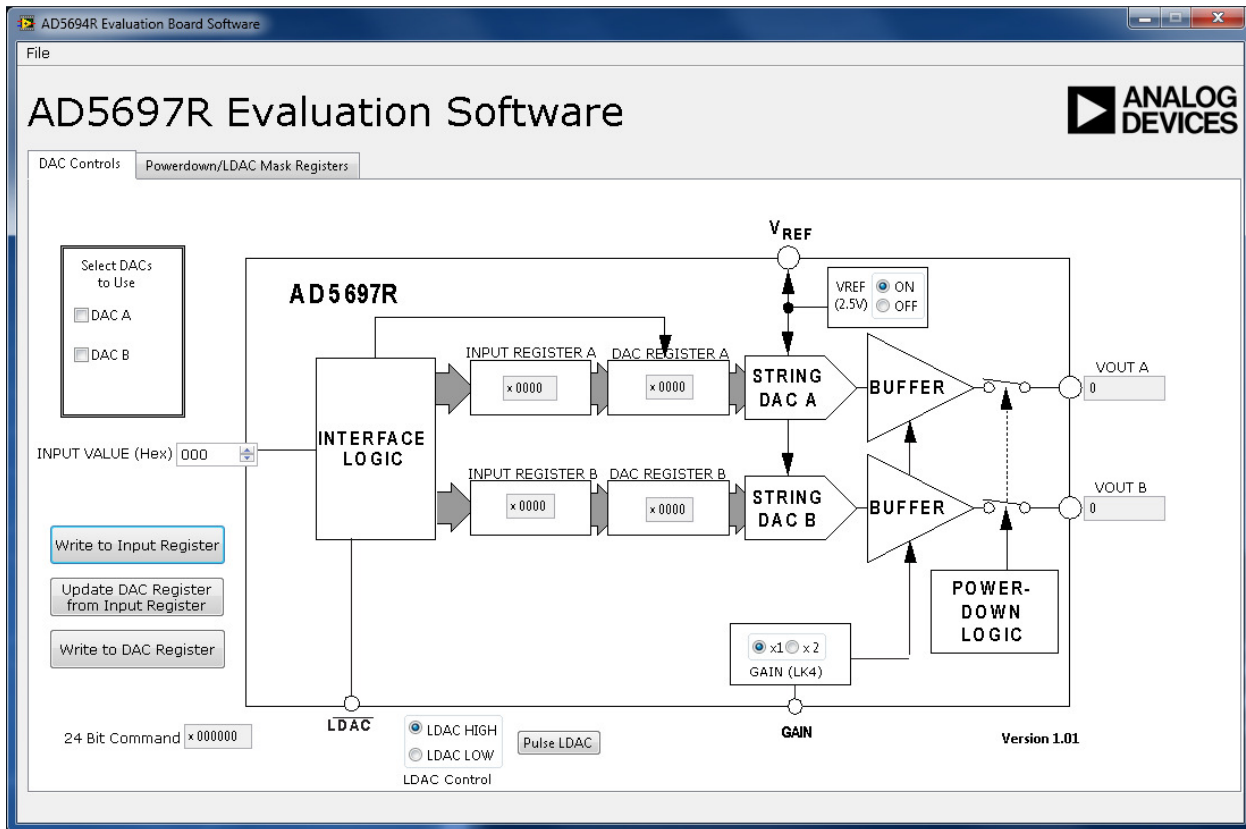 AD5694R Evaluation Board Software
File
AD5697R Evaluation Software
ANALOG
DEVICES
DAC Controls
Powerdown/LDAC Mask Registers
Select DACs
to Use
DAC A
DAC B
INPUT VALUE (Hex) 000
Write to Input Register
Update DAC Register
from Input Register
Write to DAC Register
24 Bit Command x 000000
AD5697R
VREF
VREF
(2.5V)
ON
OFF
INPUT REGISTER A
x 0000
DAC REGISTER A
x 0000
STRING
DAC A
BUFFER
VOUT A
0
INTERFACE
LOGIC
INPUT REGISTER B
x 0000
DAC REGISTER B
x 0000
STRING
DAC B
BUFFER
VOUT B
0
POWER-
DOWN
LOGIC
x1 x 2
GAIN (LK4)
LDAC
LDAC HIGH
LDAC LOW
LDAC Control
Pulse LDAC
GAIN
Version 1.01